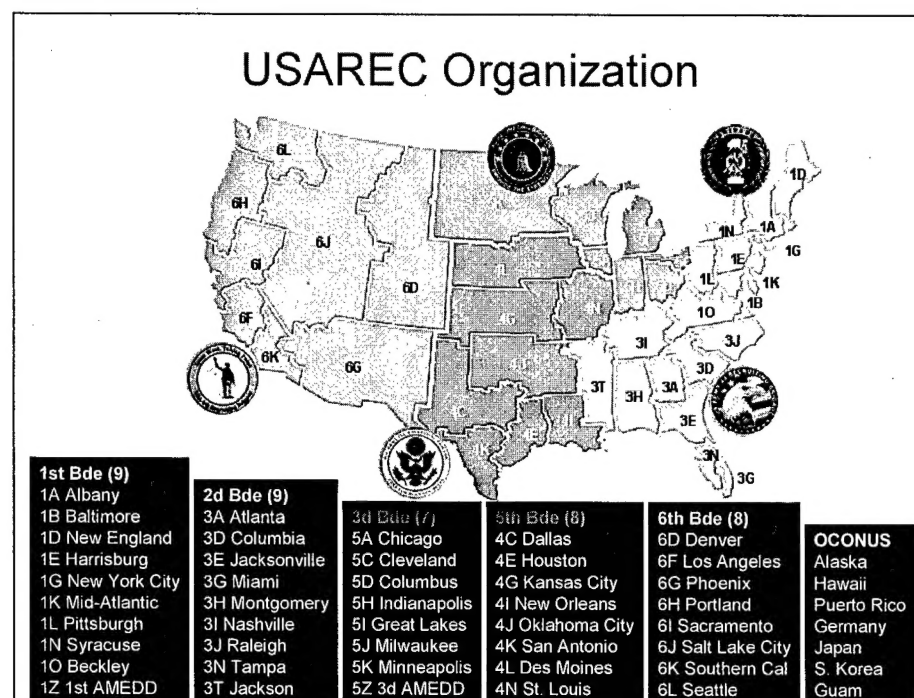 USAREC Organization
6L
6H
6J
6I
6D
6F
6K
6G
1D
1N
1A
1G
1E
1K
1L
1B
1O
3J
3I
3D
3T
3H
3A
3E
3N
3G
4G
1st Bde (9)
1A Albany
1B Baltimore
1D New England
1E Harrisburg
1G New York City
1K Mid-Atlantic
1L Pittsburgh
1N Syracuse
1O Beckley
1Z 1st AMEDD
2d Bde (9)
3A Atlanta
3D Columbia
3E Jacksonville
3G Miami
3H Montgomery
3I Nashville
3J Raleigh
3N Tampa
3T Jackson
3d Bde (7)
5A Chicago
5C Cleveland
5D Columbus
5H Indianapolis
5I Great Lakes
5J Milwaukee
5K Minneapolis
5Z 3d AMEDD
5th Bde (8)
4C Dallas
4E Houston
4G Kansas City
4I New Orleans
4J Oklahoma City
4K San Antonio
4L Des Moines
4N St. Louis
6th Bde (8)
6D Denver
6F Los Angeles
6G Phoenix
6H Portland
6I Sacramento
6J Salt Lake City
6K Southern Cal
6L Seattle
OCONUS
Alaska
Hawaii
Puerto Rico
Germany
Japan
S. Korea
Guam